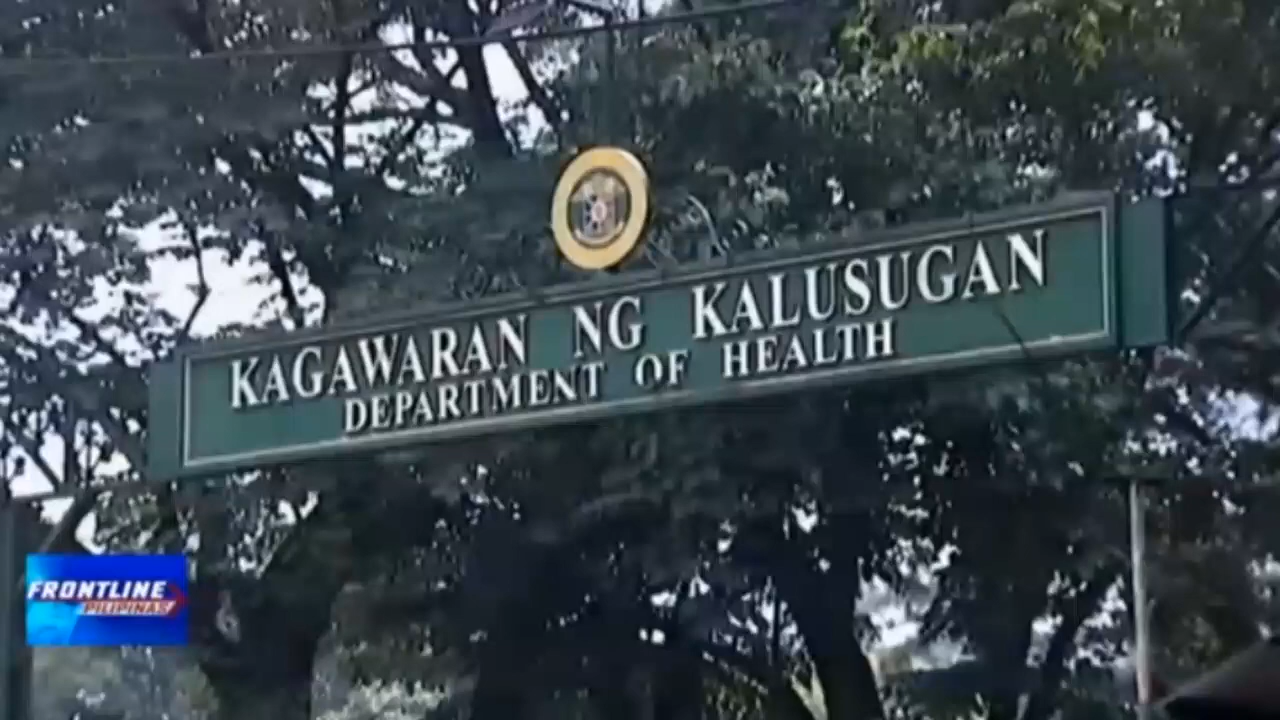 KAGAWARAN NG KALUSUGAN
DEPARTMENT OF HEALTH
FRONTLINE
PILIPINAS